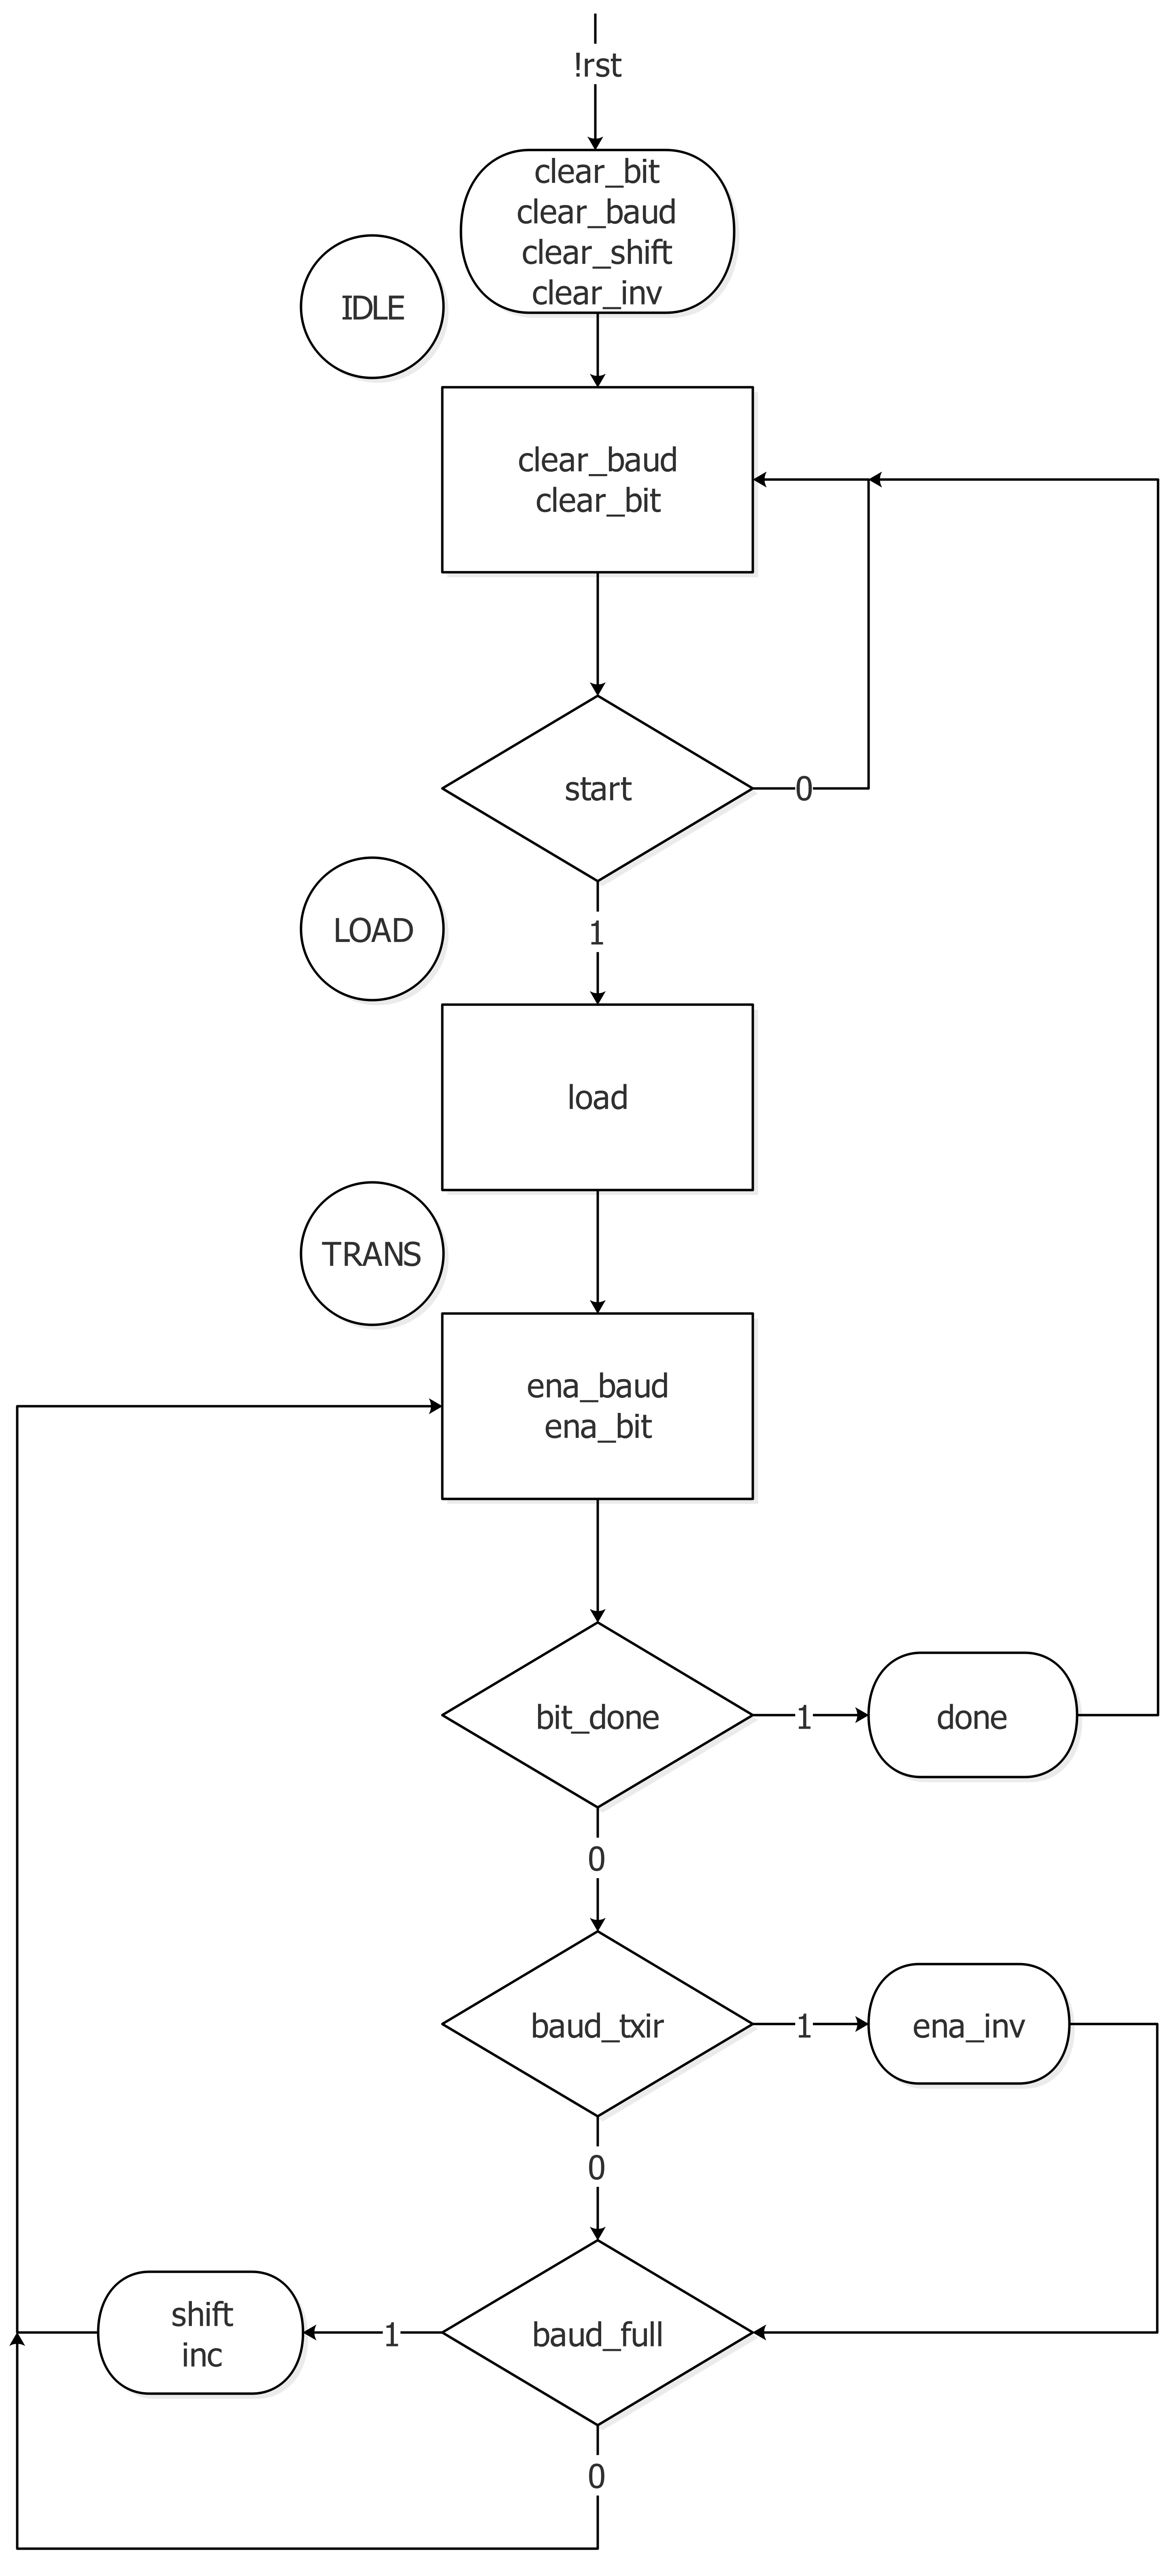 !rst
clear_bit
clear_baud
clear_shift
clear_inv
IDLE
clear_baud
clear_bit
start
0
1
LOAD
load
TRANS
ena_baud
ena_bit
bit_done
1
done
0
baud_txir
1
ena_inv
0
shift
inc
1
baud_full
0